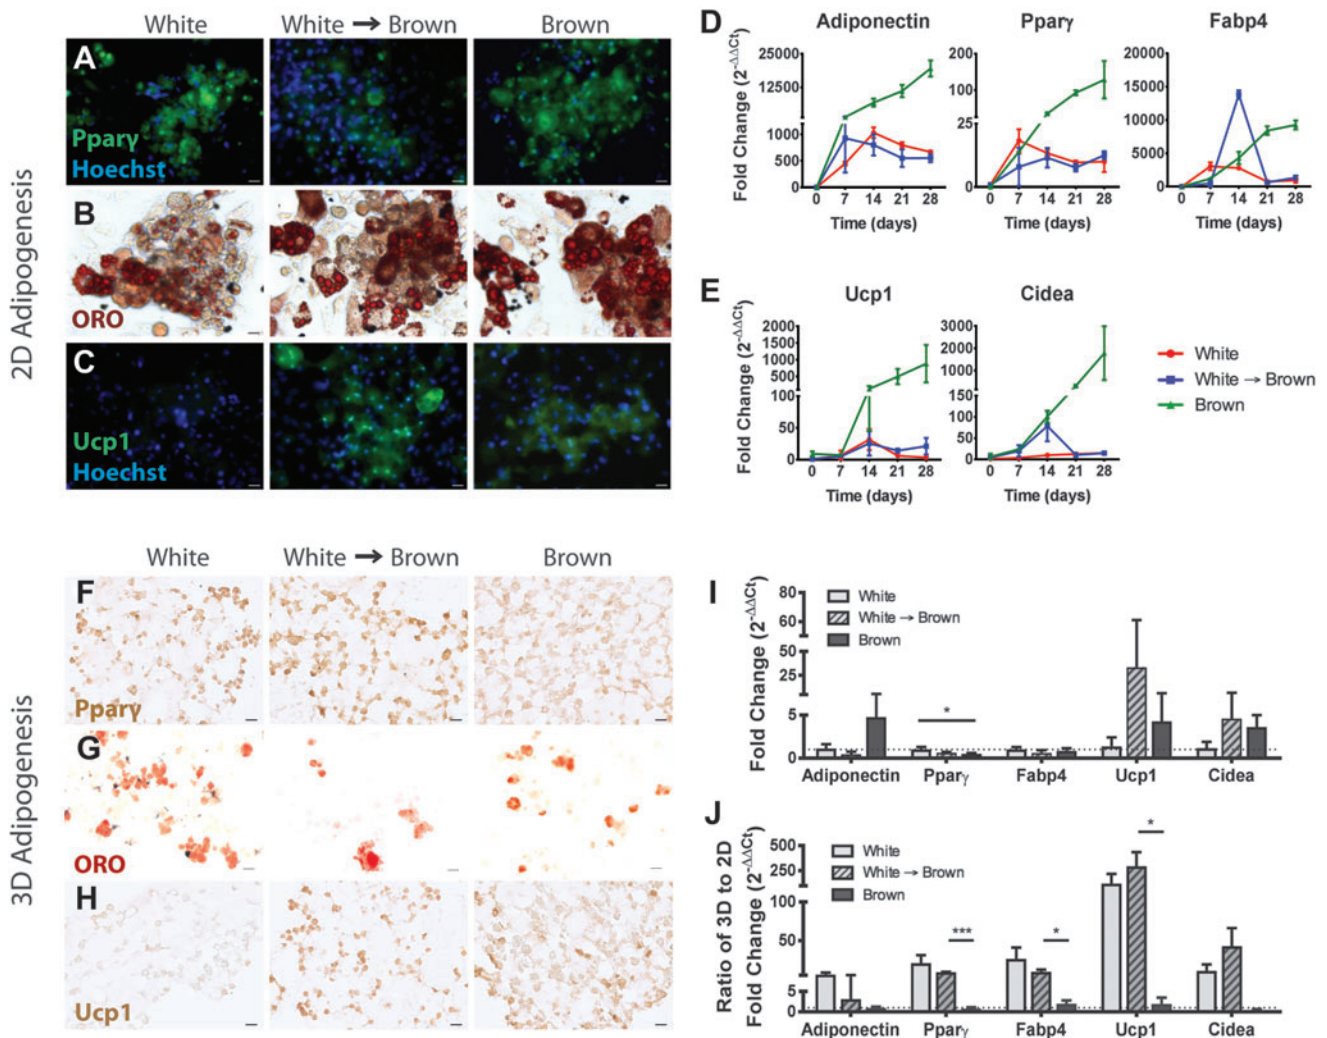 White White → Brown Brown
2D Adipogenesis
A
Pparγ
Hoechst
B
ORO
C
Ucp1
Hoechst
D
Adiponectin Pparγ Fabp4
Fold Change (2^-ΔΔCt)
25000 200 20000
12500 100 15000
1000 25 10000
500 5000
0 0 0
0 7 14 21 28 0 7 14 21 28 0 7 14 21 28
Time (days) Time (days) Time (days)
E
Ucp1 Cidea
Fold Change (2^-ΔΔCt)
2000 3000
1500 2000
1000 1000
500 150
100 100
50 50
0 0
0 7 14 21 28 0 7 14 21 28
Time (days) Time (days)
White
White → Brown
Brown
White White → Brown Brown
3D Adipogenesis
F
Pparγ
G
ORO
H
Ucp1
I
Fold Change (2^-ΔΔCt)
80
60
50
25
5
0
White
White → Brown
Brown
*
Adiponectin Pparγ Fabp4 Ucp1 Cidea
J
Ratio of 3D to 2D
Fold Change (2^-ΔΔCt)
500
250
100
50
5
0
White
White → Brown
Brown
*** * *
Adiponectin Pparγ Fabp4 Ucp1 Cidea